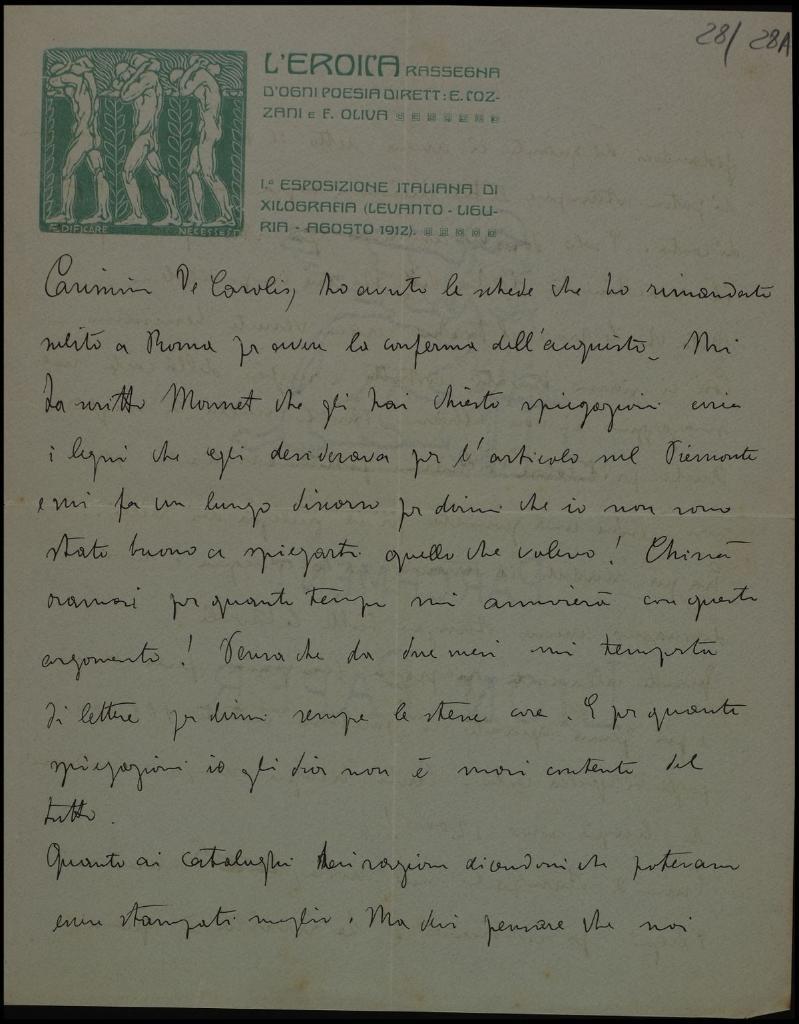 28/ 28A
L'EROICA RASSEGNA
D'OGNI POESIA DIRETT: E. COZ-
ZANI E F. OLIVA
I.ª ESPOSIZIONE ITALIANA DI
XILOGRAFIA (LEVANTO - LIGU-
RIA - AGOSTO 1912).
ÆDIFICARE NECESSE EST
Carissimo De Carolis, ho avuto le schede che ho rimandato
subito a Roma per avere la conferma dell'acquisto. Mi
ha scritto Monnet che gli hai chiesto spiegazioni circa
i legni che egli desiderava per l'articolo sul Piemonte
e mi fa un lungo discorso per dirmi che io non sono
stato buono a spiegarti quello che volevo! Chissà
oramai per quanto tempo mi annoierà con questo
argomento! Pensa che da due mesi mi tempesta
di lettere per dirmi sempre le stesse cose. E per quante
spiegazioni io gli dia non è mai contento del
tutto.
Quanto ai cataloghi hai ragione dicendomi che potevano
essere stampati meglio. Ma devi pensare che noi